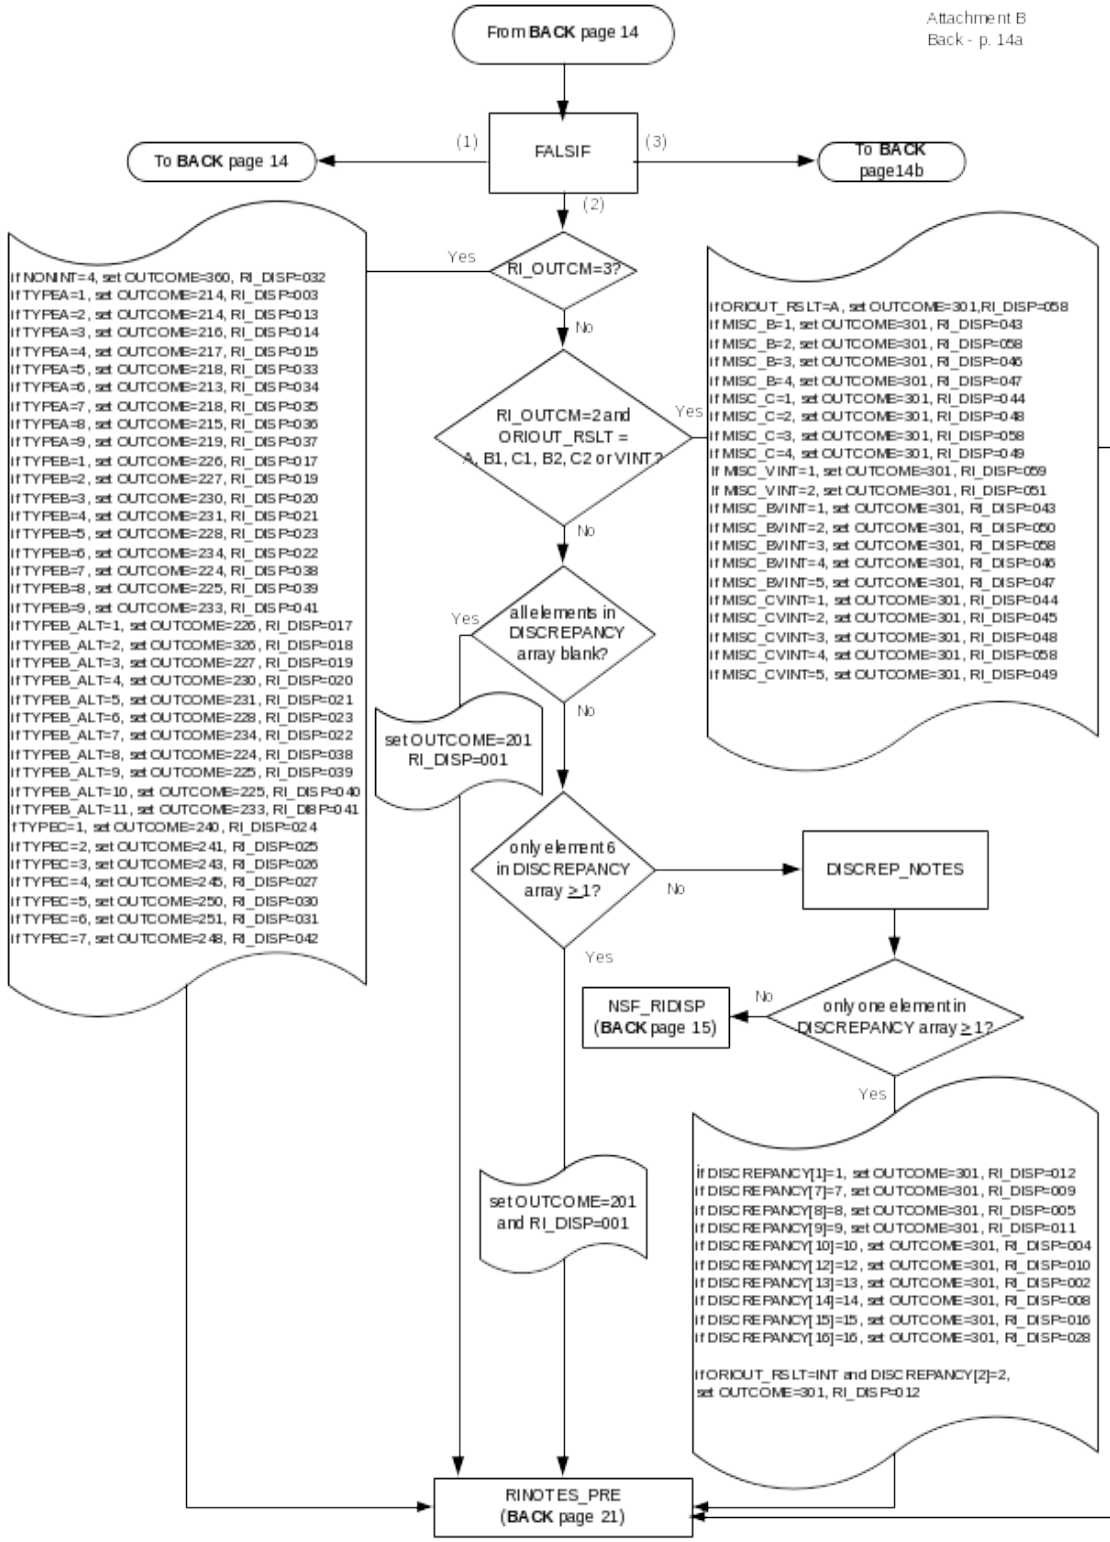 Attachment B
Back - p. 14a
From BACK page 14
(1)
FALSIF
(3)
To BACK page 14
To BACK
page14b
(2)
Yes
RI_OUTCM=3?
No
if NONINT=4, set OUTCOME=360, RI_DISP=032
if TYPEA=1, set OUTCOME=214, RI_DISP=003
if TYPEA=2, set OUTCOME=214, RI_DISP=013
if TYPEA=3, set OUTCOME=216, RI_DISP=014
if TYPEA=4, set OUTCOME=217, RI_DISP=015
if TYPEA=5, set OUTCOME=218, RI_DISP=033
if TYPEA=6, set OUTCOME=213, RI_DISP=034
if TYPEA=7, set OUTCOME=218, RI_DISP=035
if TYPEA=8, set OUTCOME=215, RI_DISP=036
if TYPEA=9, set OUTCOME=219, RI_DISP=037
if TYPEB=1, set OUTCOME=226, RI_DISP=017
if TYPEB=2, set OUTCOME=227, RI_DISP=019
if TYPEB=3, set OUTCOME=230, RI_DISP=020
if TYPEB=4, set OUTCOME=231, RI_DISP=021
if TYPEB=5, set OUTCOME=228, RI_DISP=023
if TYPEB=6, set OUTCOME=234, RI_DISP=022
if TYPEB=7, set OUTCOME=224, RI_DISP=038
if TYPEB=8, set OUTCOME=225, RI_DISP=039
if TYPEB=9, set OUTCOME=233, RI_DISP=041
if TYPEB_ALT=1, set OUTCOME=226, RI_DISP=017
if TYPEB_ALT=2, set OUTCOME=326, RI_DISP=018
if TYPEB_ALT=3, set OUTCOME=227, RI_DISP=019
if TYPEB_ALT=4, set OUTCOME=230, RI_DISP=020
if TYPEB_ALT=5, set OUTCOME=231, RI_DISP=021
if TYPEB_ALT=6, set OUTCOME=228, RI_DISP=023
if TYPEB_ALT=7, set OUTCOME=234, RI_DISP=022
if TYPEB_ALT=8, set OUTCOME=224, RI_DISP=038
if TYPEB_ALT=9, set OUTCOME=225, RI_DISP=039
if TYPEB_ALT=10, set OUTCOME=225, RI_DISP=040
if TYPEB_ALT=11, set OUTCOME=233, RI_DI8P=041
f TYPEC=1, set OUTCOME=240, RI_DISP=024
if TYPEC=2, set OUTCOME=241, RI_DISP=025
if TYPEC=3, set OUTCOME=243, RI_DISP=026
if TYPEC=4, set OUTCOME=245, RI_DISP=027
if TYPEC=5, set OUTCOME=250, RI_DISP=030
if TYPEC=6, set OUTCOME=251, RI_DISP=031
if TYPEC=7, set OUTCOME=248, RI_DISP=042
RI_OUTCM=2 and
ORIOUT_RSLT =
A, B1, C1, B2, C2 or VINT?
Yes
No
if ORIOUT_RSLT=A, set OUTCOME=301,RI_DISP=058
if MISC_B=1, set OUTCOME=301, RI_DISP=043
if MISC_B=2, set OUTCOME=301, RI_DISP=058
if MISC_B=3, set OUTCOME=301, RI_DISP=046
if MISC_B=4, set OUTCOME=301, RI_DISP=047
if MISC_C=1, set OUTCOME=301, RI_DISP=044
if MISC_C=2, set OUTCOME=301, RI_DISP=048
if MISC_C=3, set OUTCOME=301, RI_DISP=058
if MISC_C=4, set OUTCOME=301, RI_DISP=049
If MISC_VINT=1, set OUTCOME=301, RI_DISP=059
If MISC_VINT=2, set OUTCOME=301, RI_DISP=051
if MISC_BVINT=1, set OUTCOME=301, RI_DISP=043
if MISC_BVINT=2, set OUTCOME=301, RI_DISP=050
if MISC_BVINT=3, set OUTCOME=301, RI_DISP=058
if MISC_BVINT=4, set OUTCOME=301, RI_DISP=046
if MISC_BVINT=5, set OUTCOME=301, RI_DISP=047
if MISC_CVINT=1, set OUTCOME=301, RI_DISP=044
if MISC_CVINT=2, set OUTCOME=301, RI_DISP=045
if MISC_CVINT=3, set OUTCOME=301, RI_DISP=048
if MISC_CVINT=4, set OUTCOME=301, RI_DISP=058
if MISC_CVINT=5, set OUTCOME=301, RI_DISP=049
Yes
all elements in
DISCREPANCY
array blank?
No
set OUTCOME=201
RI_DISP=001
only element 6
in DISCREPANCY
array ≥ 1?
No
Yes
DISCREP_NOTES
only one element in
DISCREPANCY array ≥ 1?
No
Yes
NSF_RIDISP
(BACK page 15)
set OUTCOME=201
and RI_DISP=001
if DISCREPANCY[1]=1, set OUTCOME=301, RI_DISP=012
if DISCREPANCY[7]=7, set OUTCOME=301, RI_DISP=009
if DISCREPANCY[8]=8, set OUTCOME=301, RI_DISP=005
if DISCREPANCY[9]=9, set OUTCOME=301, RI_DISP=011
if DISCREPANCY[10]=10, set OUTCOME=301, RI_DISP=004
if DISCREPANCY[12]=12, set OUTCOME=301, RI_DISP=010
if DISCREPANCY[13]=13, set OUTCOME=301, RI_DISP=002
if DISCREPANCY[14]=14, set OUTCOME=301, RI_DISP=008
if DISCREPANCY[15]=15, set OUTCOME=301, RI_DISP=016
if DISCREPANCY[16]=16, set OUTCOME=301, RI_DISP=028
if ORIOUT_RSLT=INT and DISCREPANCY[2]=2,
set OUTCOME=301, RI_DISP=012
RINOTES_PRE
(BACK page 21)